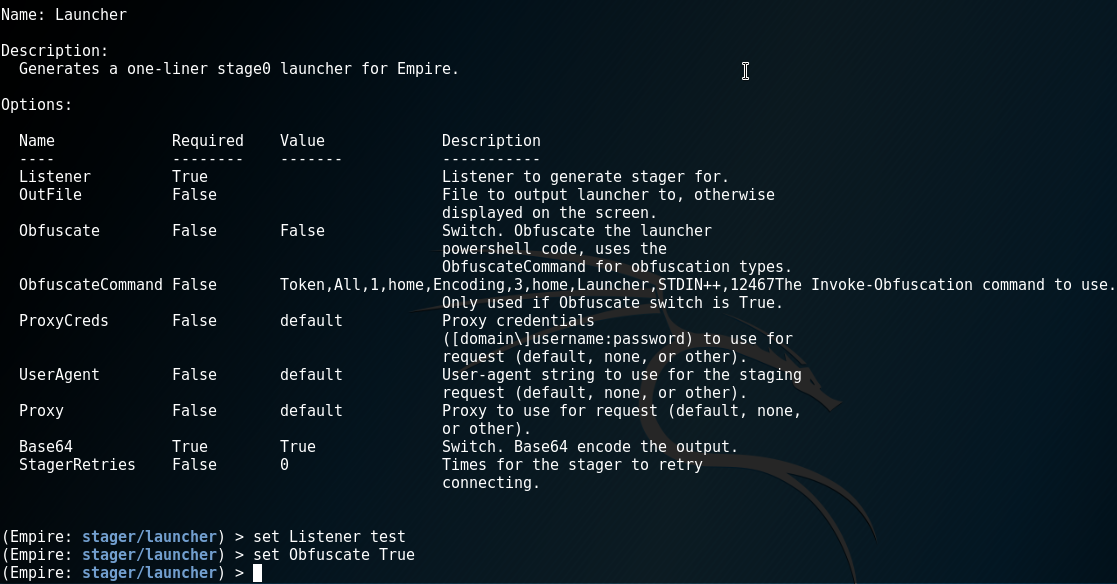 Name: Launcher
Description:
Generates a one-liner stage0 launcher for Empire.
Options:
Name Required Value Description
---- -------- ------- -----------
Listener True Listener to generate stager for.
OutFile False File to output launcher to, otherwise
displayed on the screen.
Obfuscate False False Switch. Obfuscate the launcher
powershell code, uses the
ObfuscateCommand for obfuscation types.
ObfuscateCommand False Token,All,1,home,Encoding,3,home,Launcher,STDIN++,12467The Invoke-Obfuscation command to use.
Only used if Obfuscate switch is True.
ProxyCreds False default Proxy credentials
([domain\]username:password) to use for
request (default, none, or other).
UserAgent False default User-agent string to use for the staging
request (default, none, or other).
Proxy False default Proxy to use for request (default, none,
or other).
Base64 True True Switch. Base64 encode the output.
StagerRetries False 0 Times for the stager to retry
connecting.
(Empire: stager/launcher) > set Listener test
(Empire: stager/launcher) > set Obfuscate True
(Empire: stager/launcher) >